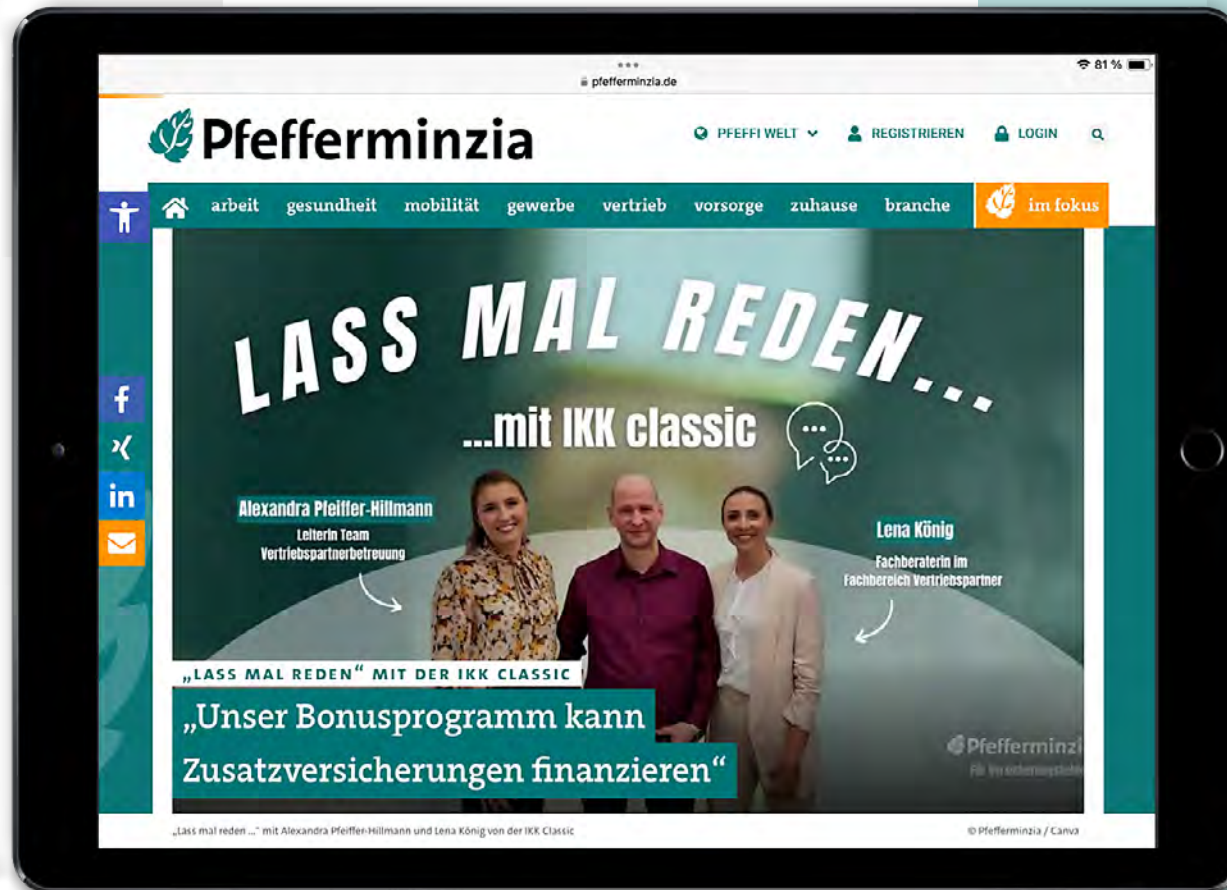 pfefferminzia.de
81 %
Pfefferminzia
PFEFFI WELT
REGISTRIEREN
LOGIN
arbeit gesundheit mobilität gewerbe vertrieb vorsorge zuhause branche im fokus
LASS MAL REDEN...
...mit IKK classic
Alexandra Pfeiffer-Hillmann
Leiterin Team
Vertriebspartnerbetreuung
Lena König
Fachberaterin im
Fachbereich Vertriebspartner
„LASS MAL REDEN“ MIT DER IKK CLASSIC
„Unser Bonusprogramm kann
Zusatzversicherungen finanzieren“
Pfefferminzi
„Lass mal reden ...“ mit Alexandra Pfeiffer-Hillmann und Lena König von der IKK Classic
© Pfefferminzia / Canva